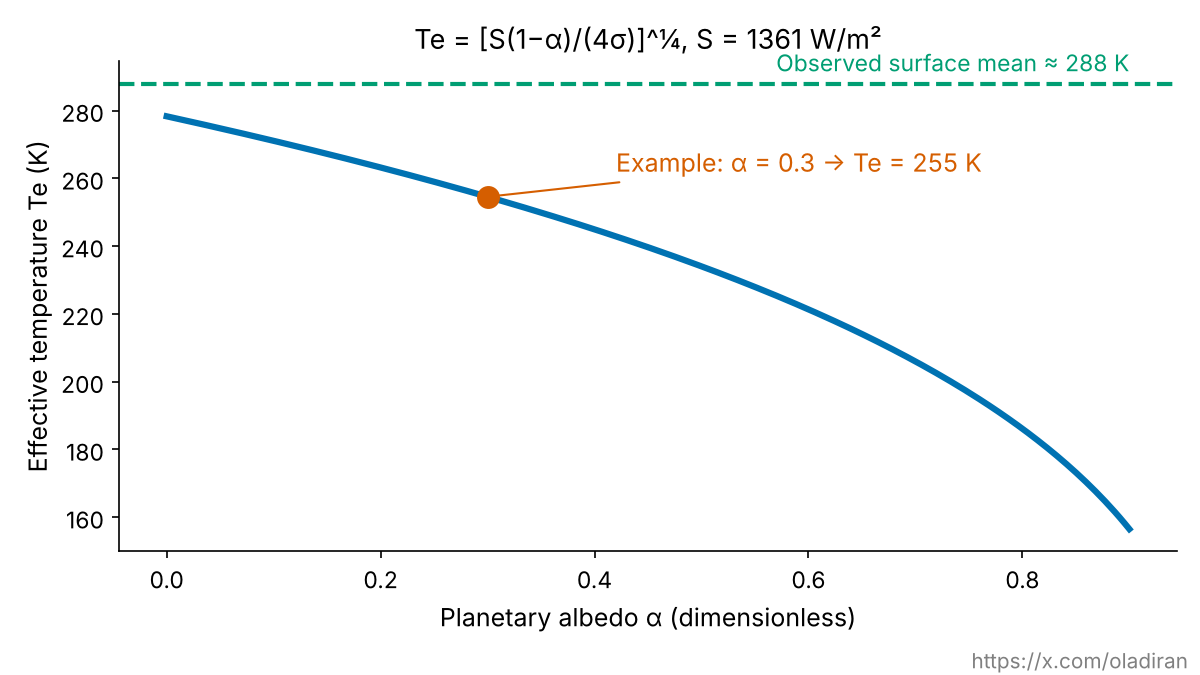 Te = [S(1−α)/(4σ)]^¼, S = 1361 W/m²
Observed surface mean ≈ 288 K
Example: α = 0.3 → Te = 255 K
Effective temperature Te (K)
280
260
240
220
200
180
160
0.0
0.2
0.4
0.6
0.8
Planetary albedo α (dimensionless)
https://x.com/oladiran